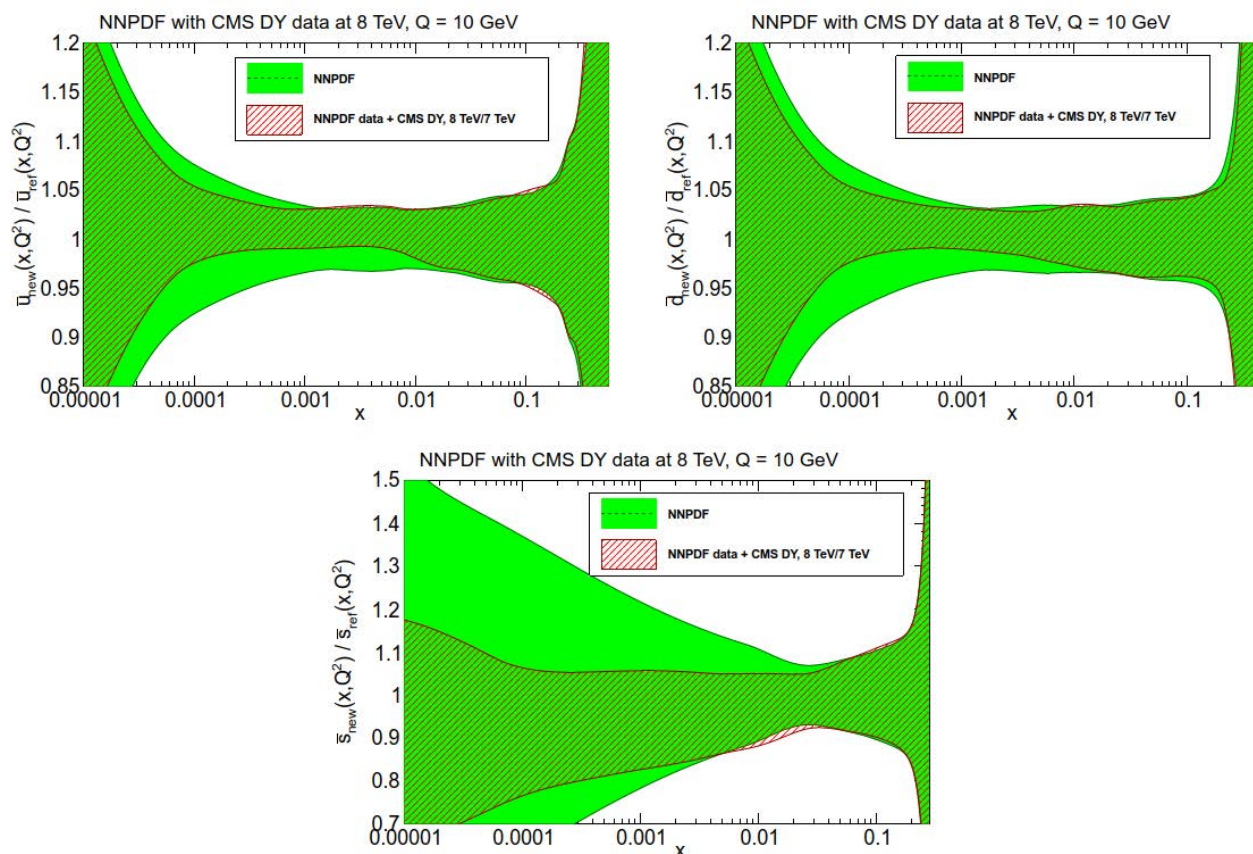 NNPDF with CMS DY data at 8 TeV, Q = 10 GeV
1.2
1.15
1.1
1.05
1
0.95
0.9
0.85
u̅new(x,Q²) / u̅ref(x,Q²)
NNPDF
NNPDF data + CMS DY, 8 TeV/7 TeV
0.00001 0.0001 0.001 0.01 0.1
x
NNPDF with CMS DY data at 8 TeV, Q = 10 GeV
1.2
1.15
1.1
1.05
1
0.95
0.9
0.85
d̅new(x,Q²) / d̅ref(x,Q²)
NNPDF
NNPDF data + CMS DY, 8 TeV/7 TeV
0.00001 0.0001 0.001 0.01 0.1
x
NNPDF with CMS DY data at 8 TeV, Q = 10 GeV
1.5
1.4
1.3
1.2
1.1
1
0.9
0.8
0.7
s̅new(x,Q²) / s̅ref(x,Q²)
NNPDF
NNPDF data + CMS DY, 8 TeV/7 TeV
0.00001 0.0001 0.001 0.01 0.1
x